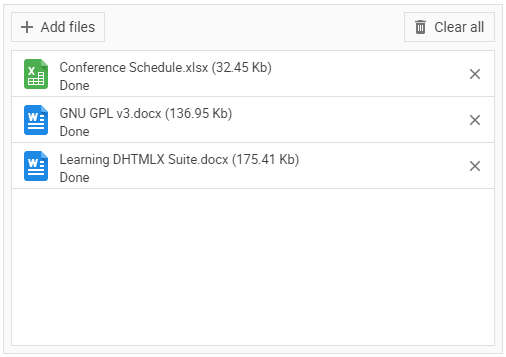 Add files
Clear all
Conference Schedule.xlsx (32.45 Kb)
Done
GNU GPL v3.docx (136.95 Kb)
Done
Learning DHTMLX Suite.docx (175.41 Kb)
Done